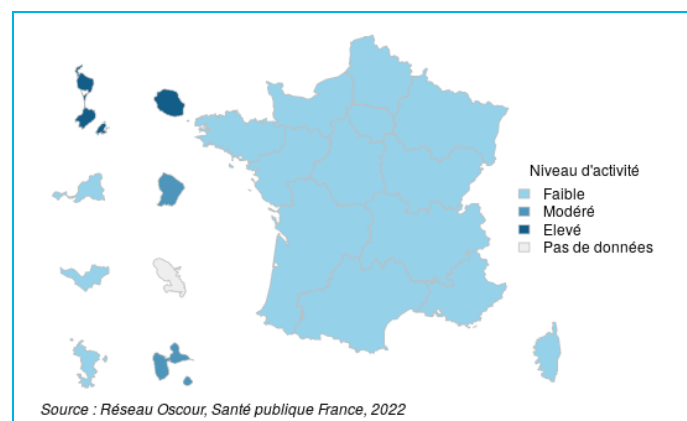 Niveau d'activité
Faible
Modéré
Elevé
Pas de données
Source : Réseau Oscour, Santé publique France, 2022